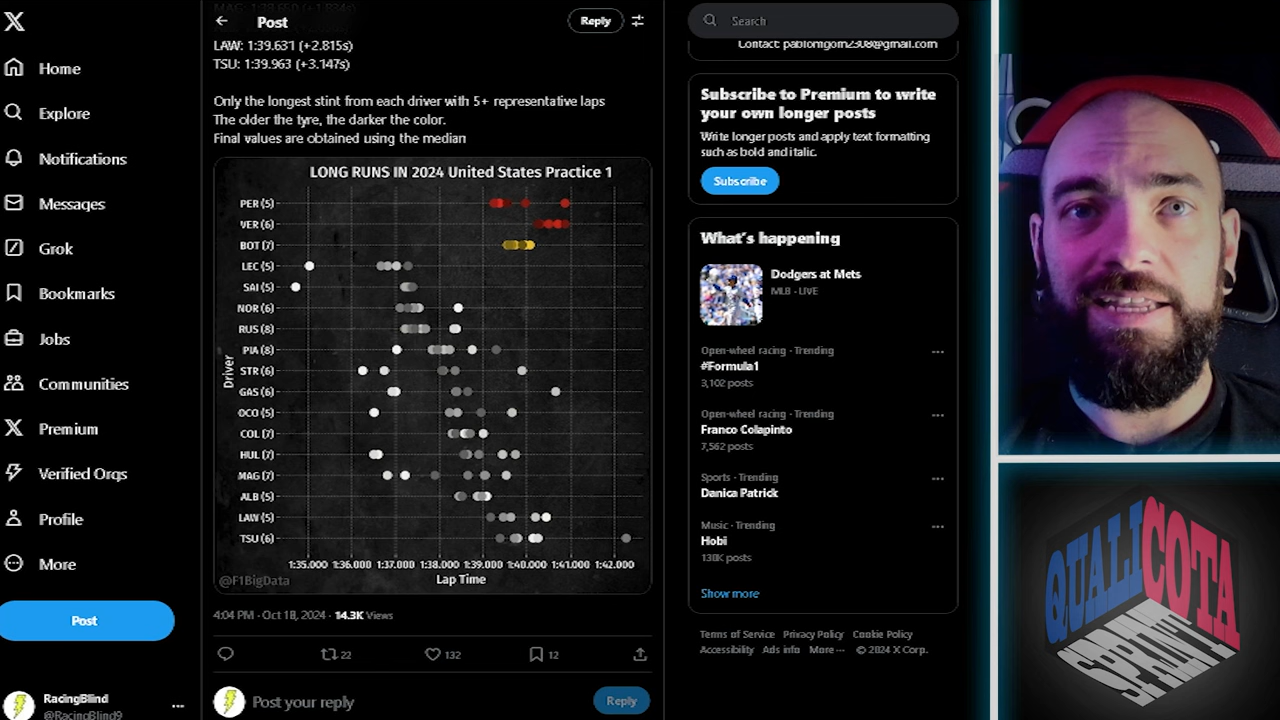 Home
Explore
Notifications
Messages
Grok
Bookmarks
Jobs
Communities
Premium
Verified Orgs
Profile
More
Post
RacingBlind
@RacingBlind9
Post
Reply
LAW: 1:39.631 (+2.815s)
TSU: 1:39.963 (+3.147s)
Only the longest stint from each driver with 5+ representative laps
The older the tyre, the darker the color.
Final values are obtained using the median
LONG RUNS IN 2024 United States Practice 1
Driver
PER (5)
VER (6)
BOT (7)
LEC (5)
SAI (5)
NOR (6)
RUS (8)
PIA (8)
STR (6)
GAS (6)
OCO (5)
COL (7)
HUL (7)
MAG (7)
ALB (5)
LAW (5)
TSU (6)
1:35.000 1:36.000 1:37.000 1:38.000 1:39.000 1:40.000 1:41.000 1:42.000
Lap Time
@F1BigData
4:04 PM · Oct 18, 2024 · 14.3K Views
22
132
12
Post your reply
Reply
Search
Contact: pablomgom2308@gmail.com
Subscribe to Premium to write
your own longer posts
Write longer posts and apply text formatting
such as bold and italic.
Subscribe
What's happening
Dodgers at Mets
MLB · LIVE
Open-wheel racing · Trending
#Formula1
3,102 posts
Open-wheel racing · Trending
Franco Colapinto
7,562 posts
Sports · Trending
Danica Patrick
Music · Trending
Hobi
130K posts
Show more
Terms of Service Privacy Policy Cookie Policy
Accessibility Ads info More ··· © 2024 X Corp.
QUALI COTA
SPRINT